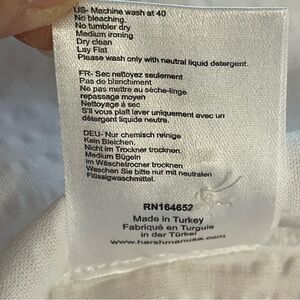 US- Machine wash at 40
No bleaching.
No tumbler dry
Medium ironing
Dry clean
Lay Flat
Please wash only with neutral liquid detergent.
FR- Sec nettoyez seulement
Pas de blanchiment
Ne pas mettre au sèche-linge
repassage moyen
Nettoyage à sec
S'il vous plaît laver uniquement avec un
détergent liquide neutre.
DEU- Nur chemisch reinige
Kein Bleichen.
Nicht im Trockner trocknen
Medium Bügeln
im Wäschetrockner trocknen
Waschen Sie bitte nur mit neutralen
Flüssigwaschmittel.
RN164652
Made in Turkey
Fabriqué en Turguie
in der Türkei
www.harshmanusa.com